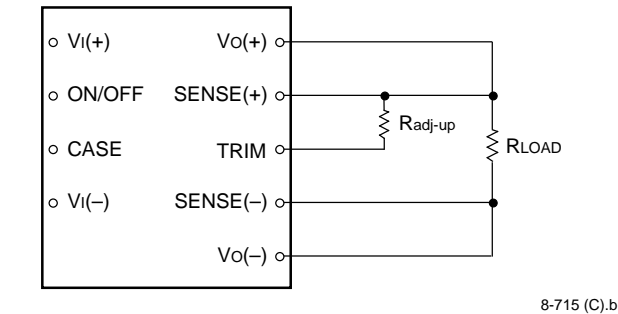 VI(+) VO(+)
ON/OFF SENSE(+)
Radj-up
CASE TRIM
RLOAD
VI(–) SENSE(–)
VO(–)
8-715 (C).b